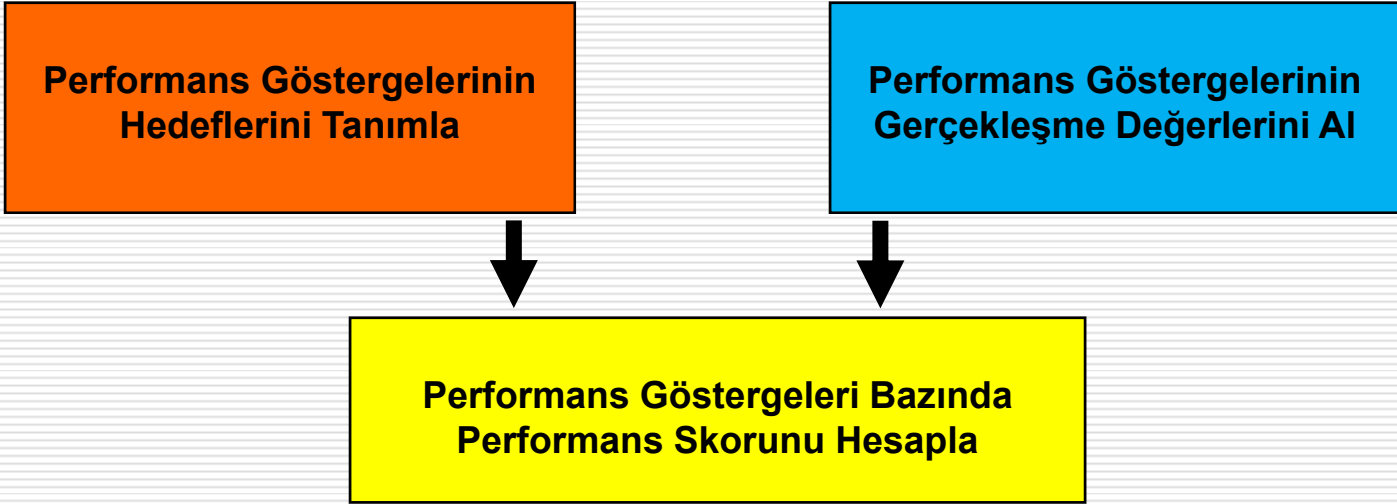 Performans Göstergelerinin
Hedeflerini Tanımla
Performans Göstergelerinin
Gerçekleşme Değerlerini Al
Performans Göstergeleri Bazında
Performans Skorunu Hesapla